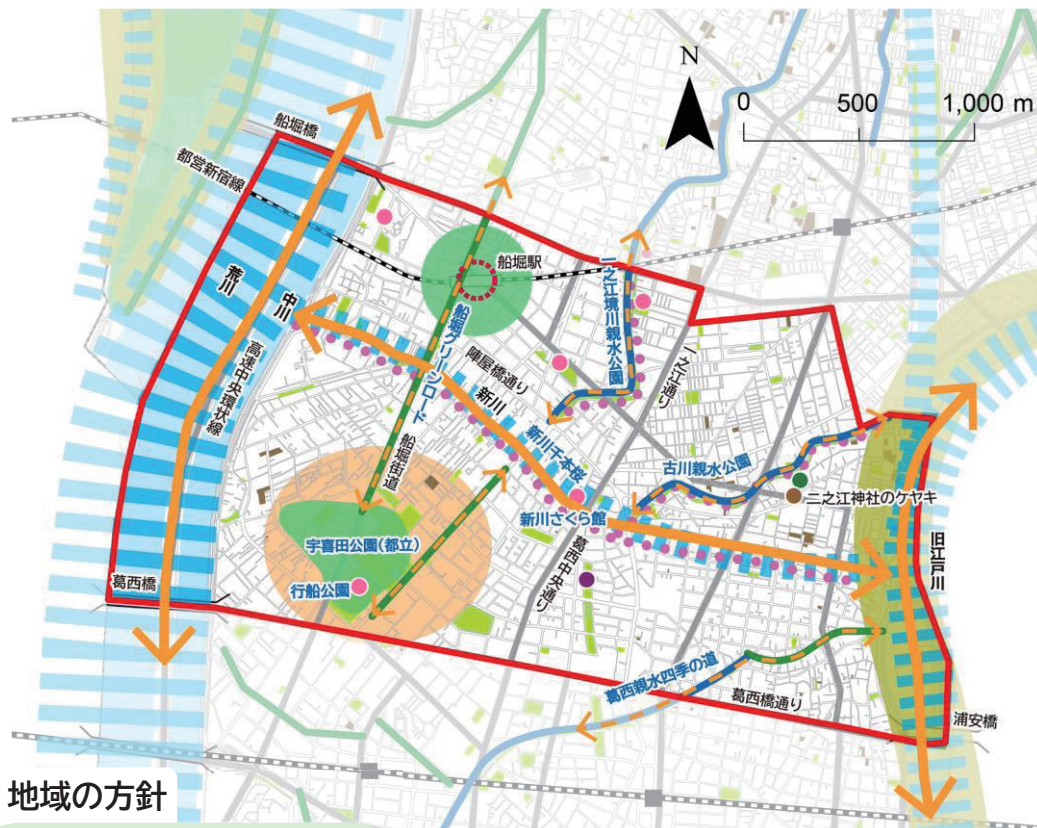 N
0 500 1,000 m
船堀橋
都営新宿線
荒川
中川
高速中央環状線
船堀駅
船堀グリーンロード
一之江境川親水公園
陣屋橋通り
一之江通り
新川
新川千本桜
船堀街道
古川親水公園
二之江神社のケヤキ
新川さくら館
宇喜田公園(都立)
行船公園
葛西中央通り
旧江戸川
葛西橋
葛西親水四季の道
葛西橋通り
浦安橋
地域の方針